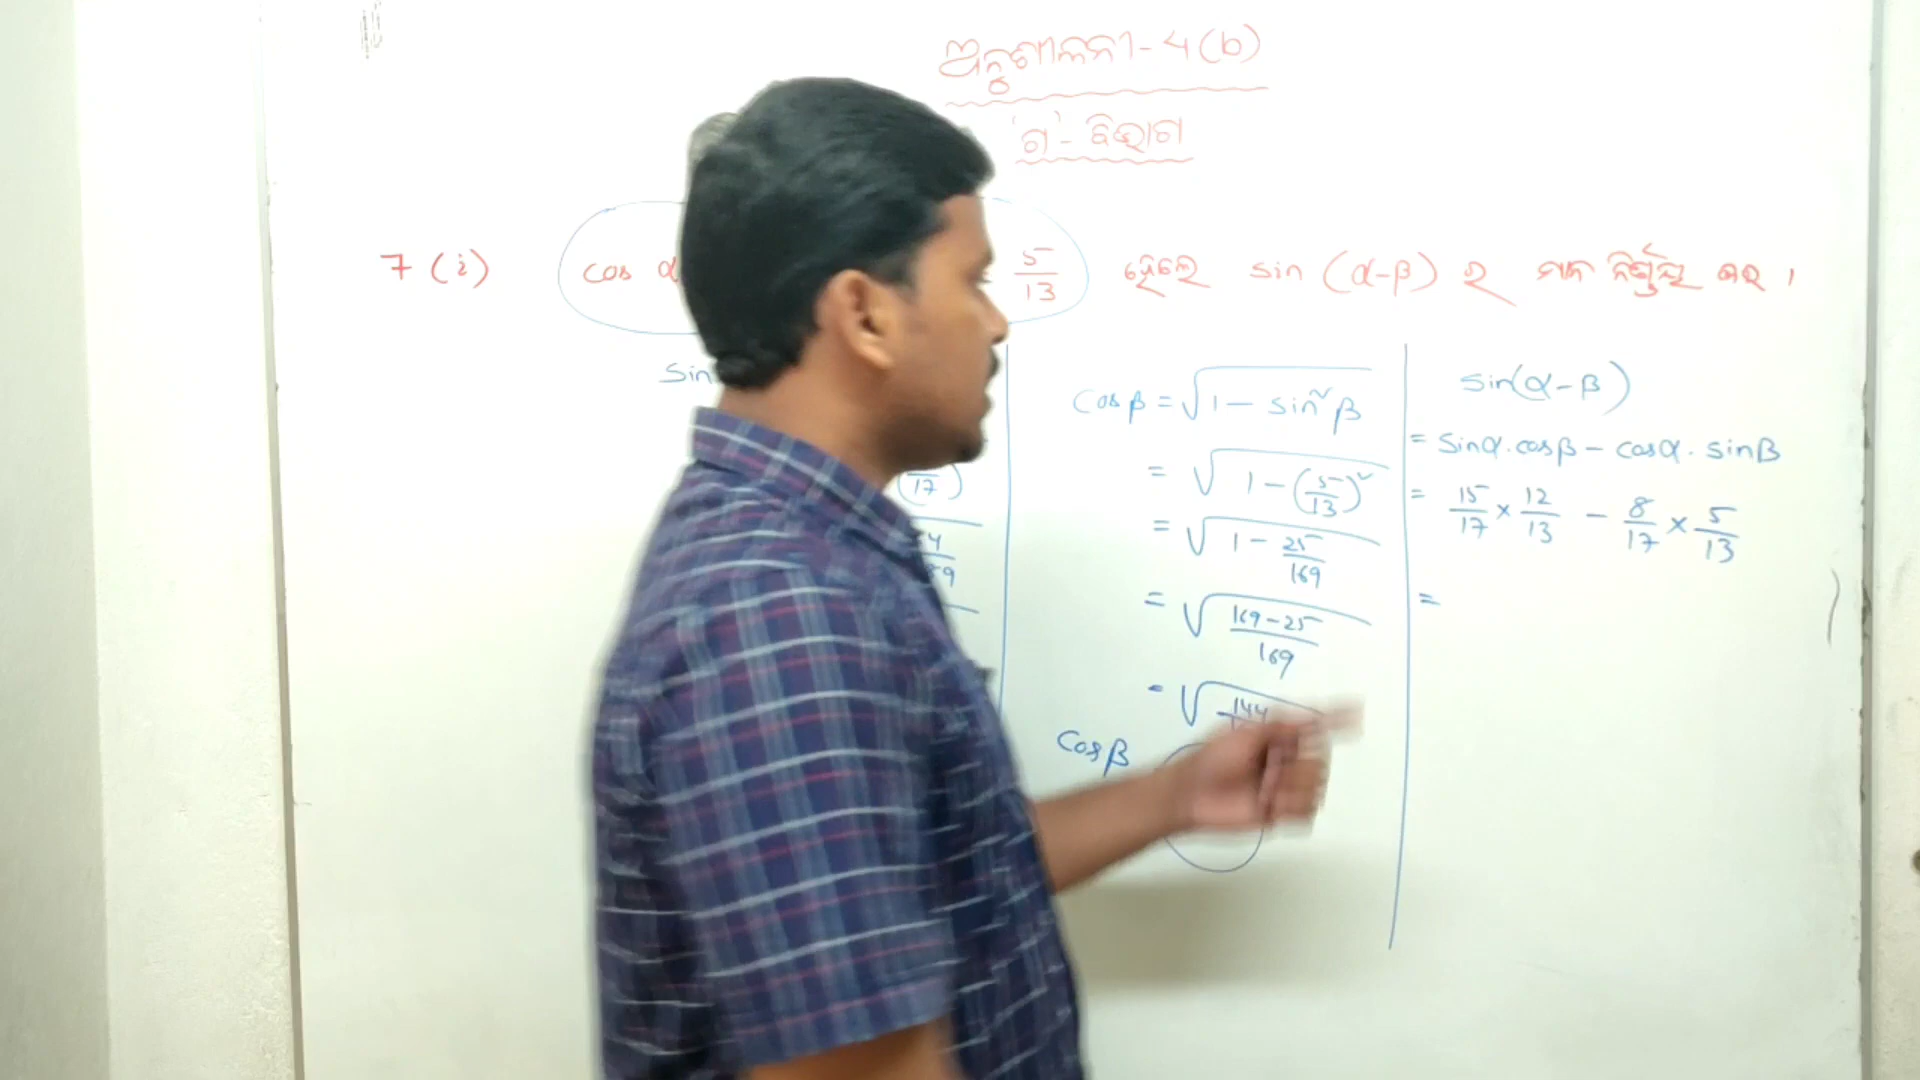 ଅନୁଶୀଳନୀ - 4 (b)
'ଗ' - ବିଭାଗ
7 (i) cos α 5/13 ହେଲେ sin (α-β) ର ମାନ ନିର୍ଣ୍ଣୟ କର ।
sin
17)
cos β = √(1 - sin² β)
= √(1 - (5/13)²)
= √(1 - 25/169)
= √((169-25)/169)
= √144
cos β
sin(α-β)
= sinα.cosβ - cosα. sinβ
= 15/17 × 12/13 - 8/17 × 5/13
=